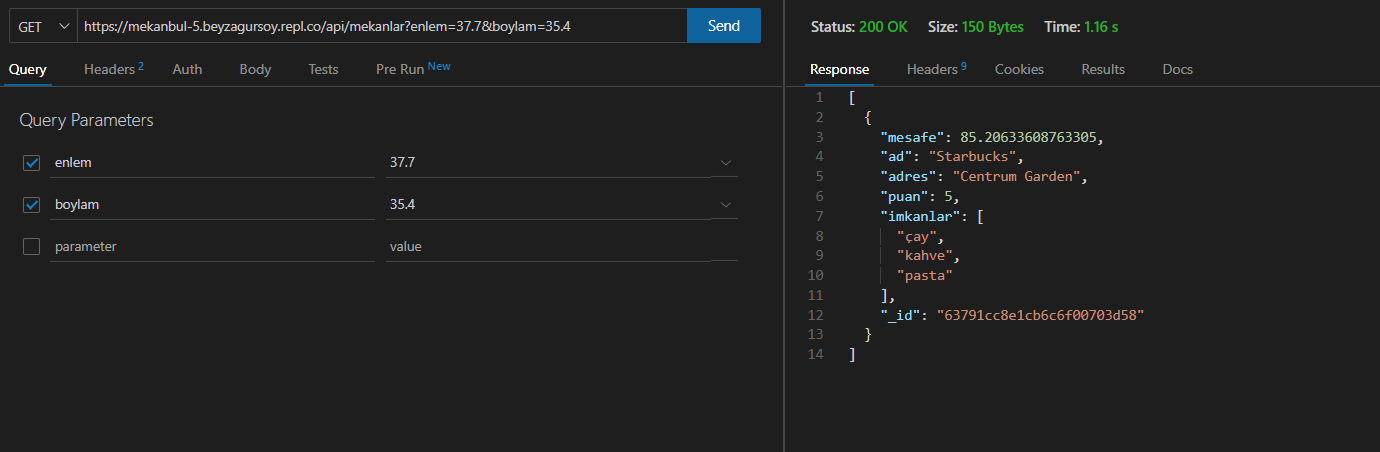 GET https://mekanbul-5.beyzagursoy.repl.co/api/mekanlar?enlem=37.7&boylam=35.4 Send
Query Headers 2 Auth Body Tests Pre Run New
Query Parameters
enlem 37.7
boylam 35.4
parameter value
Status: 200 OK Size: 150 Bytes Time: 1.16 s
Response Headers 9 Cookies Results Docs
1 [
2 {
3 "mesafe": 85.20633608763305,
4 "ad": "Starbucks",
5 "adres": "Centrum Garden",
6 "puan": 5,
7 "imkanlar": [
8 "çay",
9 "kahve",
10 "pasta"
11 ],
12 "_id": "63791cc8e1cb6c6f00703d58"
13 }
14 ]